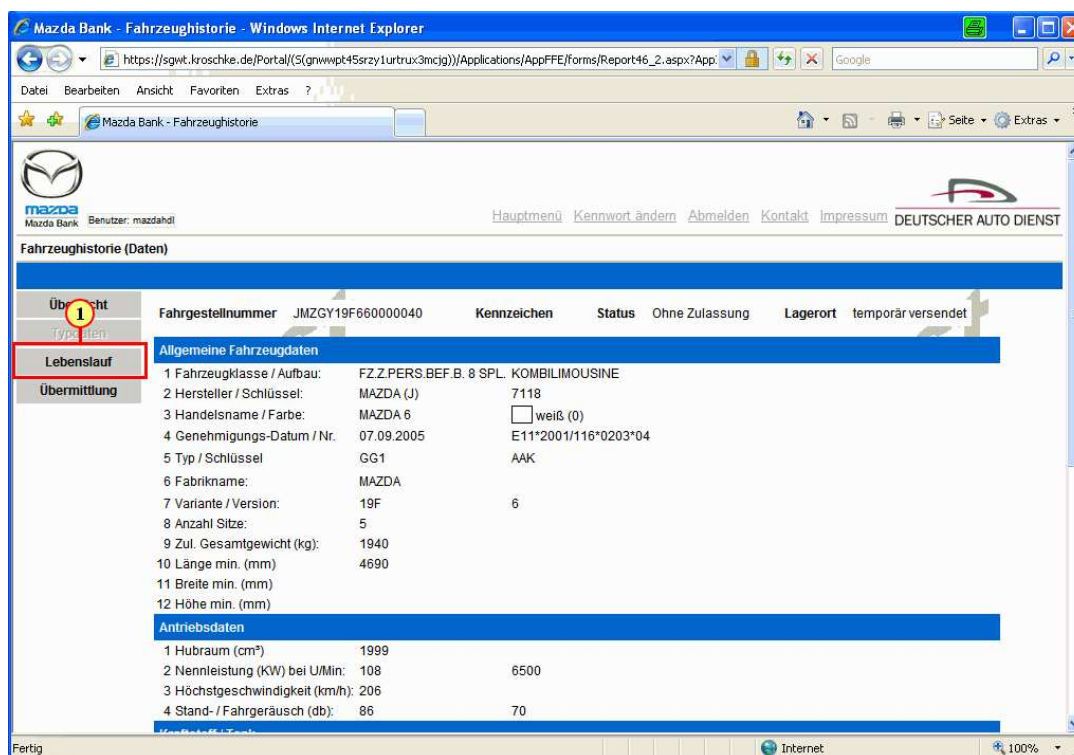 Mazda Bank - Fahrzeughistorie - Windows Internet Explorer
https://sgwt.kroschke.de/Portal/(S(gnwwpt45srzy1urtrux3mcjg))/Applications/AppFFE/forms/Report46_2.aspx?App: Google
Datei Bearbeiten Ansicht Favoriten Extras ?
Mazda Bank - Fahrzeughistorie Seite Extras
mazda
Mazda Bank Benutzer: mazdahdl Hauptmenü Kennwort ändern Abmelden Kontakt Impressum DEUTSCHER AUTO DIENST
Fahrzeughistorie (Daten)
1
Typdaten
Lebenslauf
Übermittlung
Fahrgestellnummer JMZGY19F660000040 Kennzeichen Status Ohne Zulassung Lagerort temporär versendet
Allgemeine Fahrzeugdaten
1 Fahrzeugklasse / Aufbau: FZ.Z.PERS.BEF.B. 8 SPL. KOMBILIMOUSINE
2 Hersteller / Schlüssel: MAZDA (J) 7118
3 Handelsname / Farbe: MAZDA 6 weiß (0)
4 Genehmigungs-Datum / Nr. 07.09.2005 E11*2001/116*0203*04
5 Typ / Schlüssel GG1 AAK
6 Fabrikname: MAZDA
7 Variante / Version: 19F 6
8 Anzahl Sitze: 5
9 Zul. Gesamtgewicht (kg): 1940
10 Länge min. (mm) 4690
11 Breite min. (mm)
12 Höhe min. (mm)
Antriebsdaten
1 Hubraum (cm³) 1999
2 Nennleistung (KW) bei U/Min: 108 6500
3 Höchstgeschwindigkeit (km/h): 206
4 Stand- / Fahrgeräusch (db): 86 70
Kraftstoff / Tank
Fertig Internet 100%